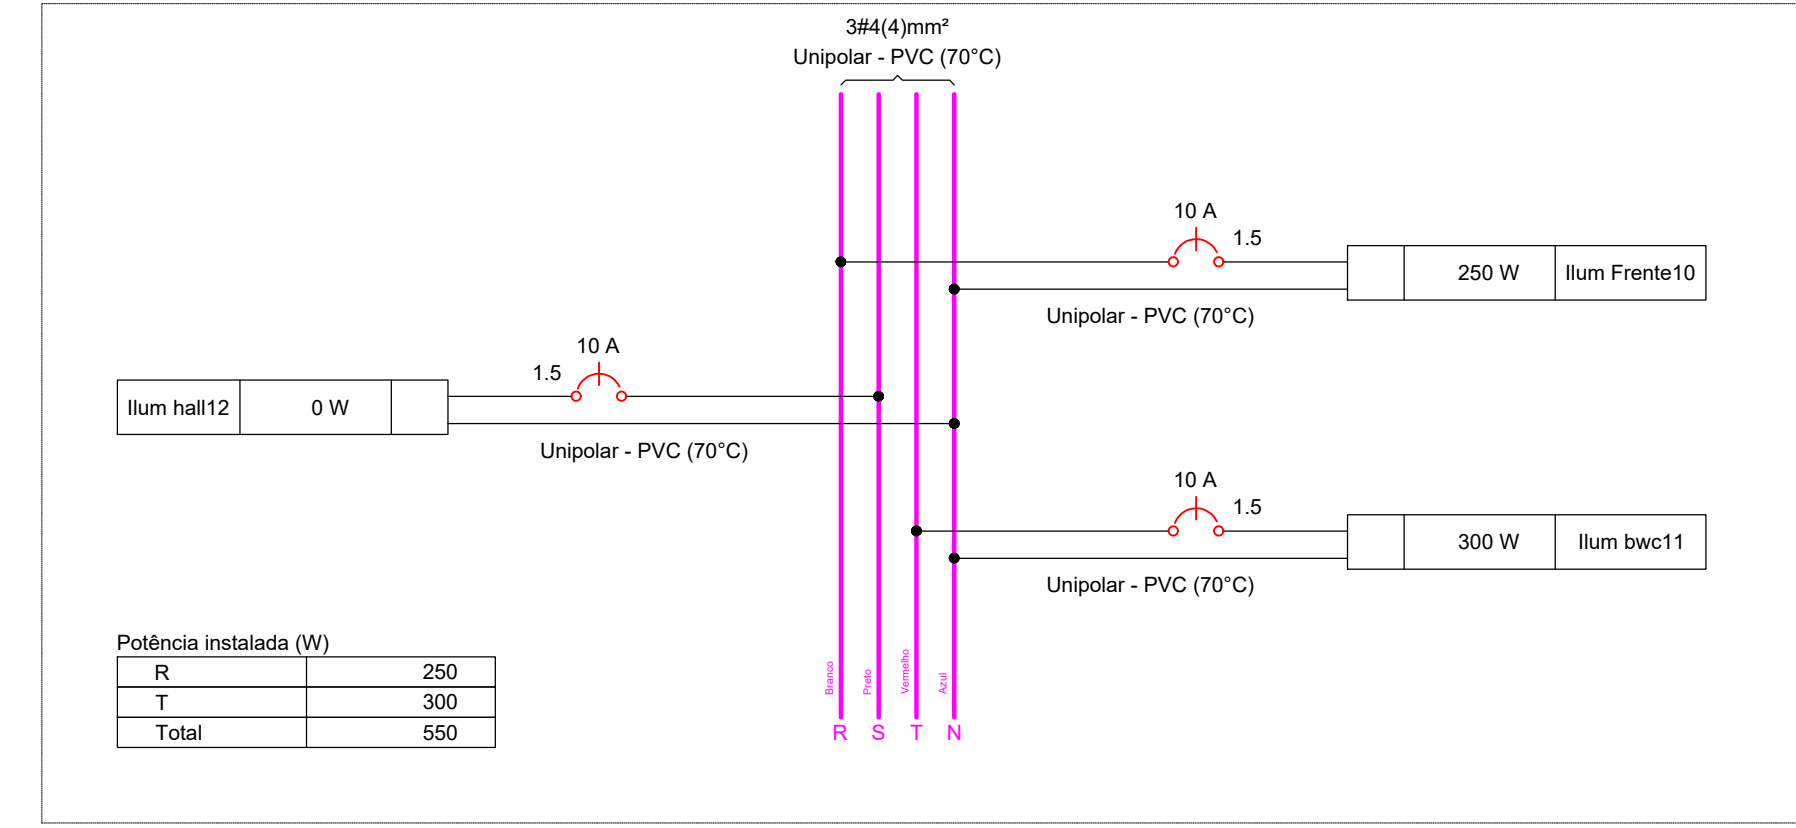 3#4(4)mm²
Unipolar - PVC (70°C)
10 A
1.5
250 W
Ilum Frente10
Unipolar - PVC (70°C)
10 A
1.5
Ilum hall12
0 W
Unipolar - PVC (70°C)
10 A
1.5
300 W
Ilum bwc11
Unipolar - PVC (70°C)
Potência instalada (W)
R 250
T 300
Total 550
Branco
Preto
Vermelho
Azul
R S T N